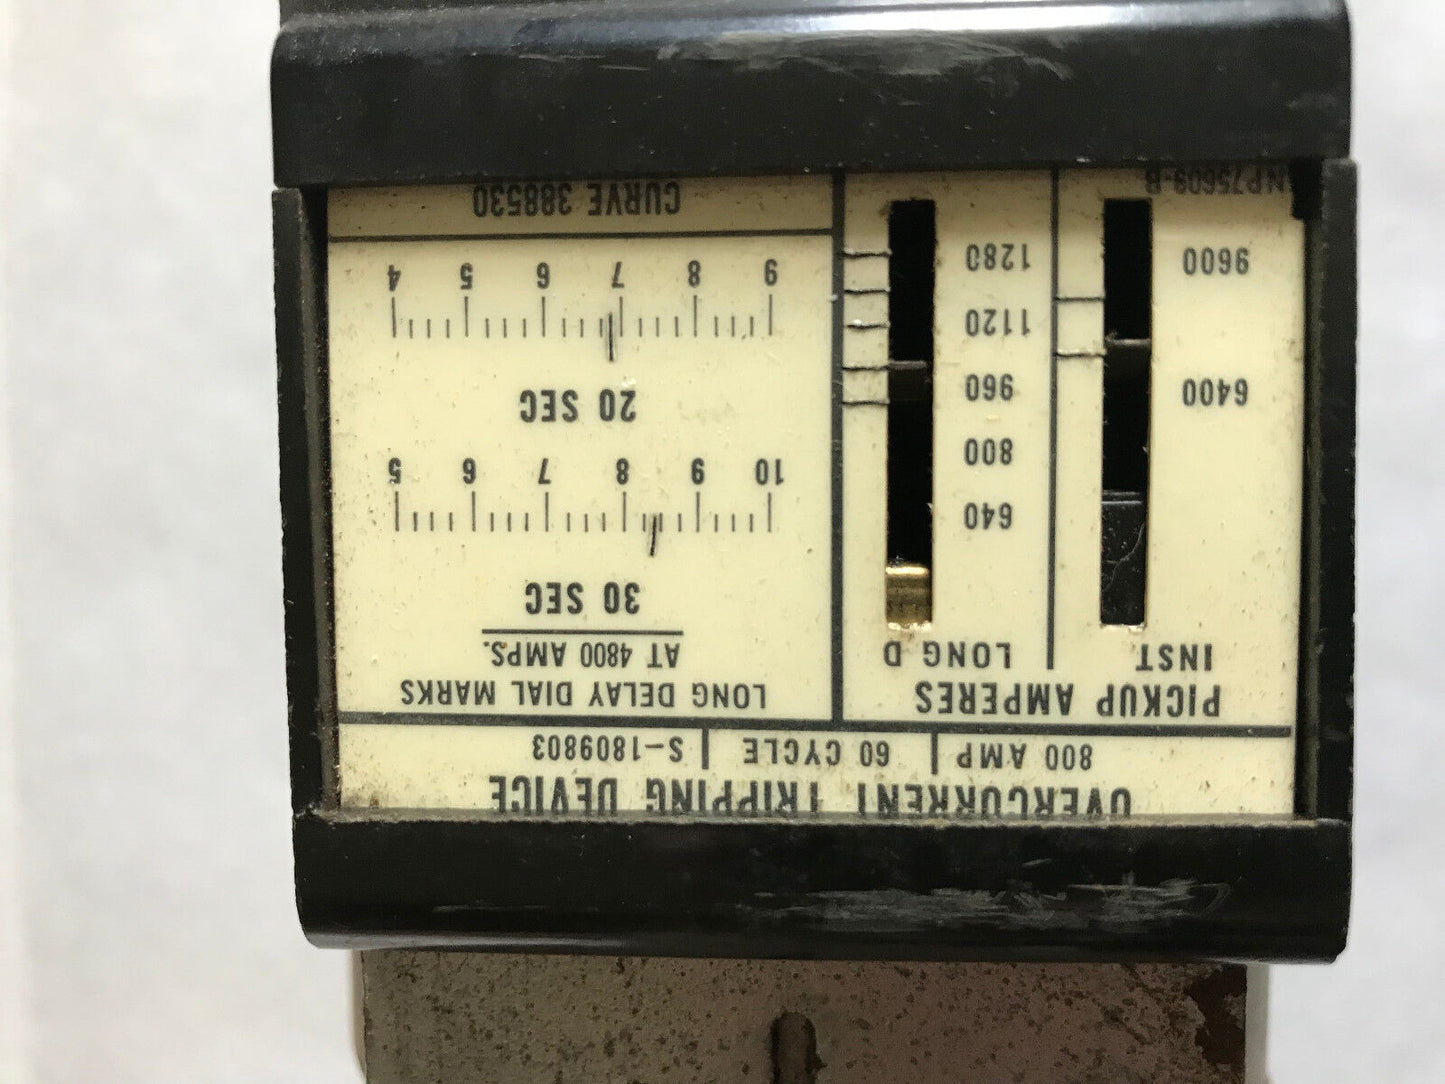 OVERCURRENT TRIPPING DEVICE
800 AMP | 60 CYCLE | S-1809803
PICKUP AMPERES
INST
LONG D
6400
9600
NP75609-B
640
800
960
1120
1280
LONG DELAY DIAL MARKS
AT 4800 AMPS.
30 SEC
10 9 8 7 6 5
20 SEC
9 8 7 6 5 4
CURVE 388530